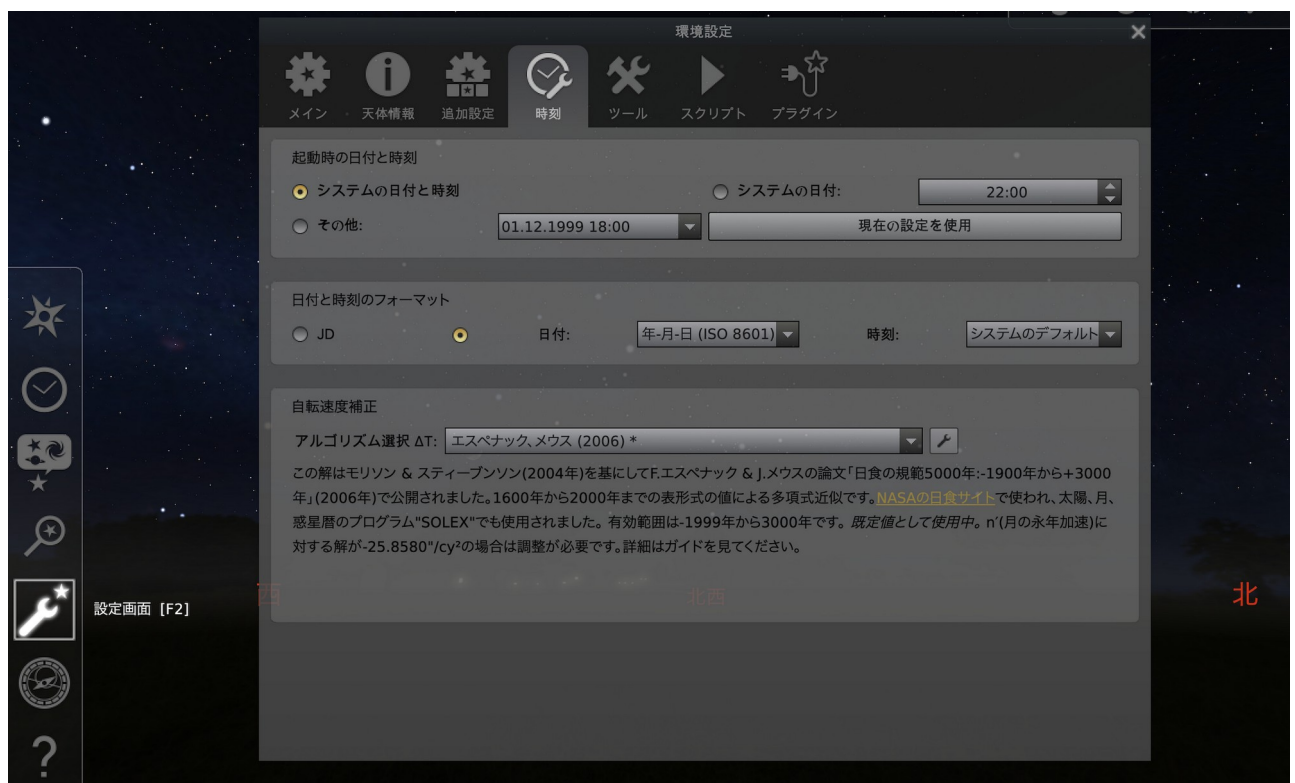 環境設定
メイン 天体情報 追加設定 時刻 ツール スクリプト プラグイン
起動時の日付と時刻
システムの日付と時刻 システムの日付: 22:00
その他: 01.12.1999 18:00 現在の設定を使用
日付と時刻のフォーマット
JD 日付: 年-月-日 (ISO 8601) 時刻: システムのデフォルト
自転速度補正
アルゴリズム選択 ΔT: エスペナック、メウス (2006) *
この解はモリソン & スティーブンソン(2004年)を基にしてF.エスペナック & J.メウスの論文「日食の規範5000年:-1900年から+3000
年」(2006年)で公開されました。1600年から2000年までの表形式の値による多項式近似です。NASAの日食サイトで使われ、太陽、月、
惑星暦のプログラム"SOLEX"でも使用されました。 有効範囲は-1999年から3000年です。 既定値として使用中。 n'(月の永年加速)に
対する解が-25.8580"/cy²の場合は調整が必要です。詳細はガイドを見てください。
西 北西 北
設定画面 [F2]